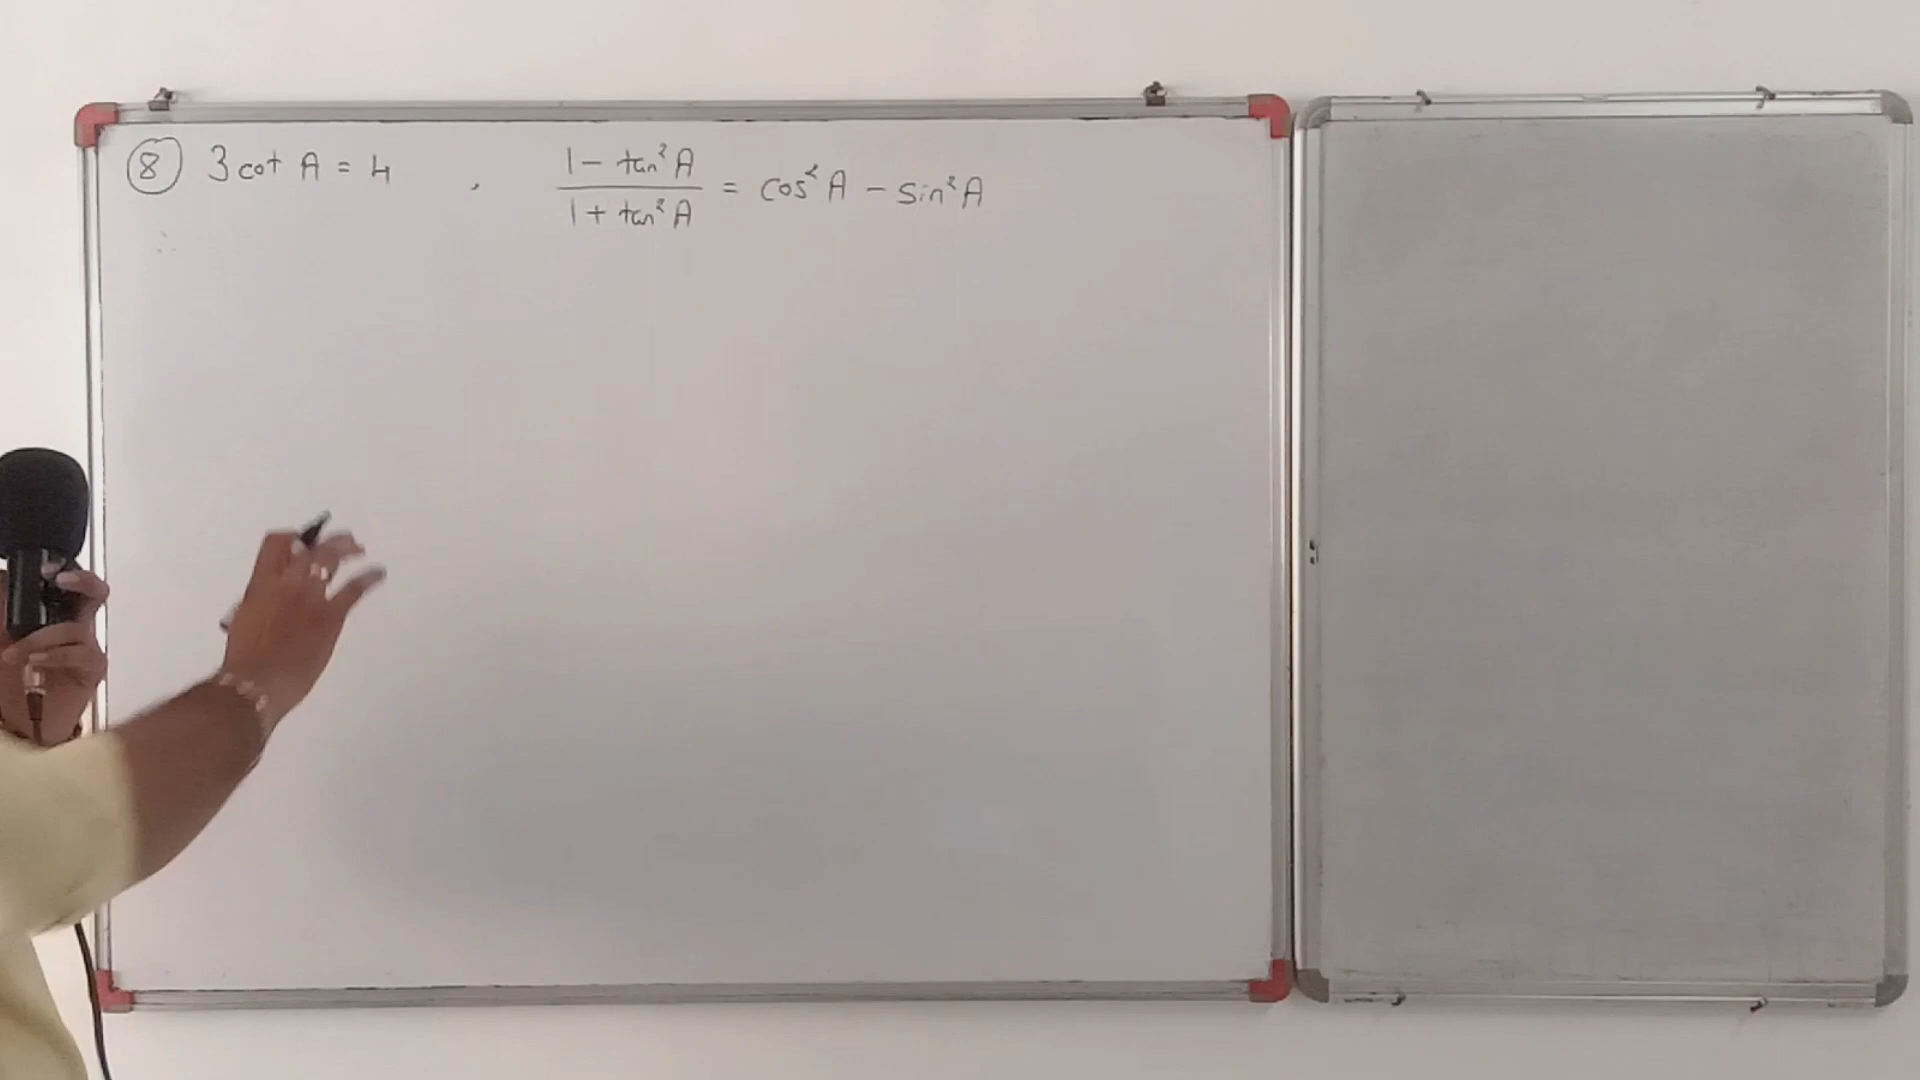 ⑧ 3 cot A = 4 , (1 - tan²A)/(1 + tan²A) = cos²A - sin²A